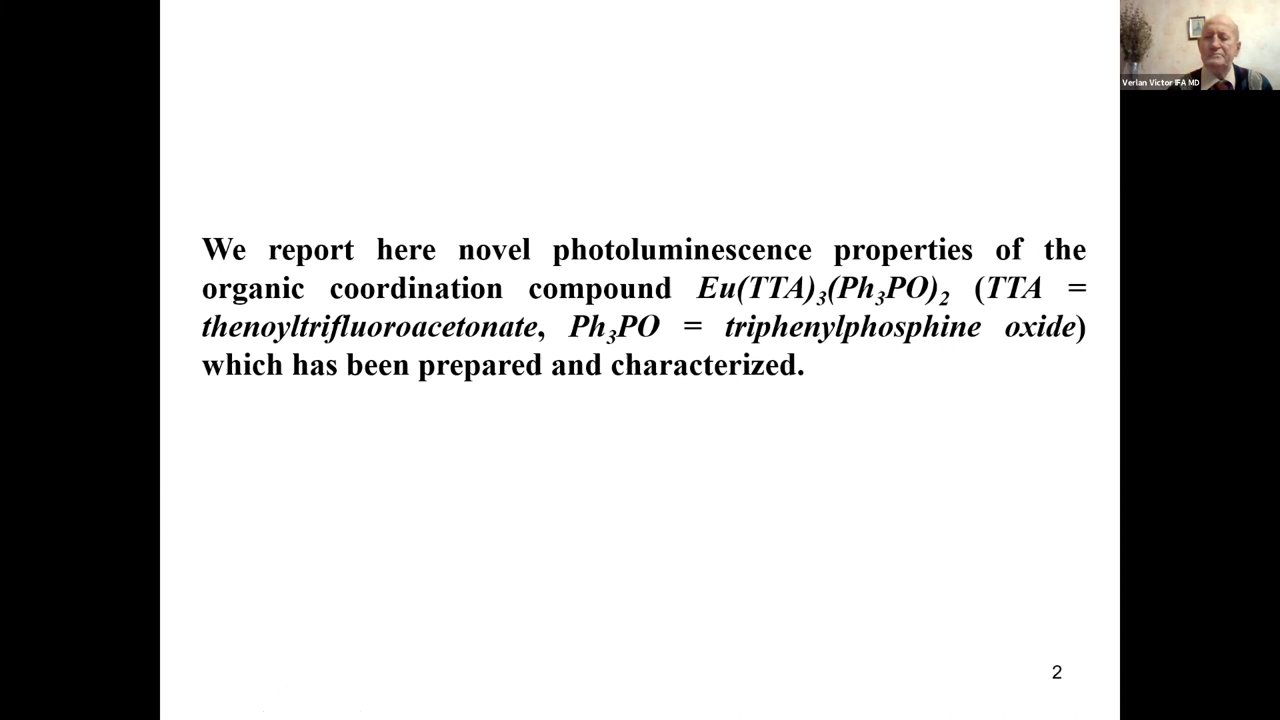 Verlan Victor IFA MD
We report here novel photoluminescence properties of the
organic coordination compound Eu(TTA)₃(Ph₃PO)₂ (TTA =
thenoyltrifluoroacetonate, Ph₃PO = triphenylphosphine oxide)
which has been prepared and characterized.
2